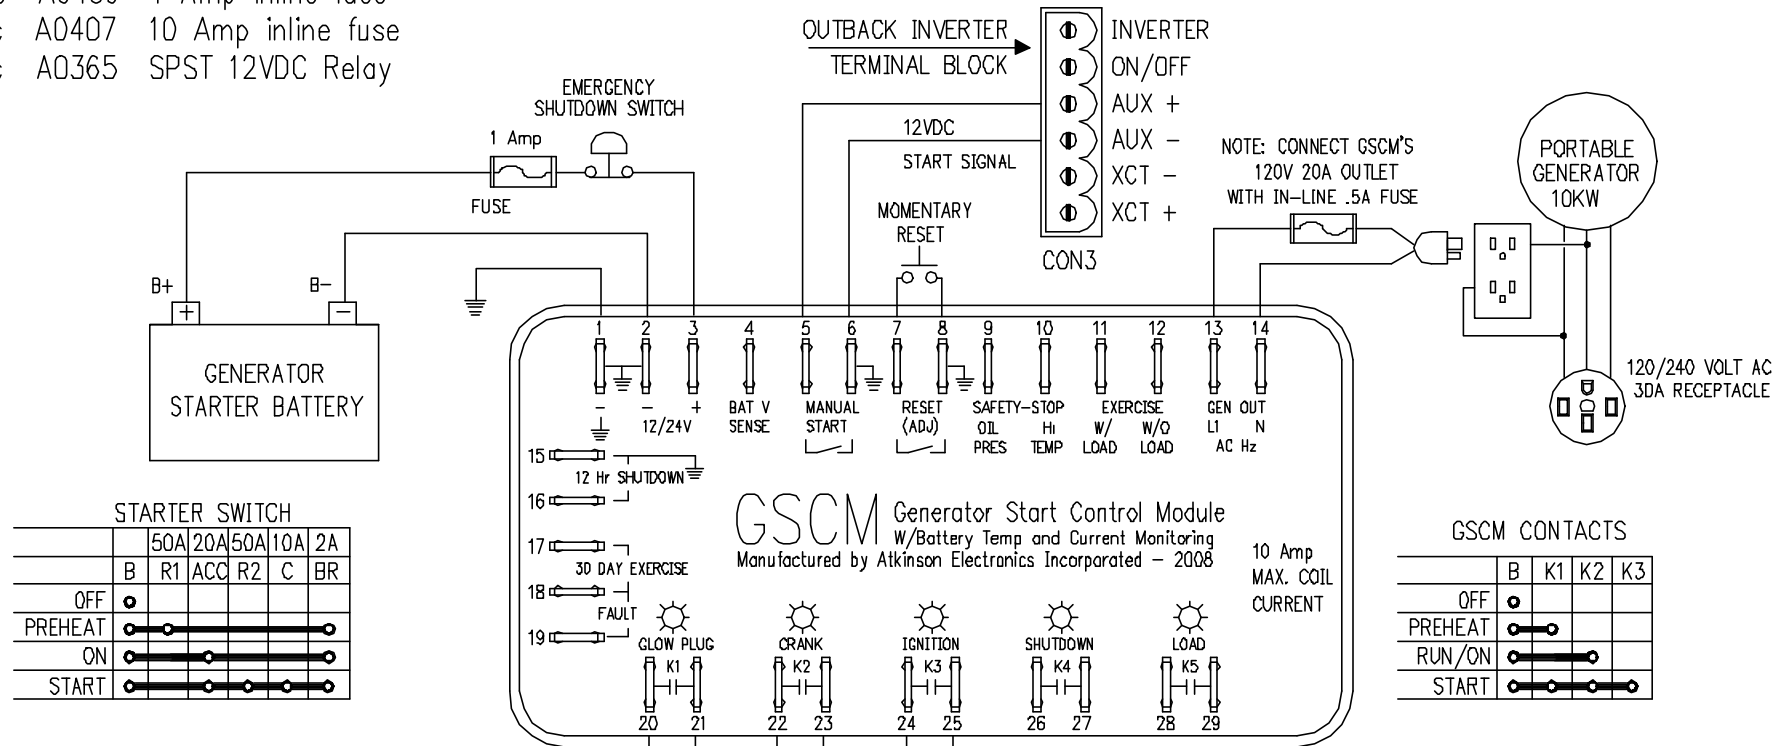 A0407 10 Amp inline fuse
A0365 SPST 12VDC Relay
OUTBACK INVERTER
TERMINAL BLOCK
INVERTER
ON/OFF
AUX +
AUX -
XCT -
XCT +
CON3
12VDC
START SIGNAL
EMERGENCY
SHUTDOWN SWITCH
1 Amp
FUSE
MOMENTARY
RESET
NOTE: CONNECT GSCM'S
120V 20A OUTLET
WITH IN-LINE .5A FUSE
PORTABLE
GENERATOR
10KW
120/240 VOLT AC
30A RECEPTACLE
B+
B-
+ -
GENERATOR
STARTER BATTERY
1 2 3 4 5 6 7 8 9 10 11 12 13 14
- - +
12/24V
BAT V
SENSE
MANUAL
START
RESET
(ADJ)
SAFETY-STOP
OIL
PRES
HI
TEMP
EXERCISE
W/
LOAD
W/O
LOAD
GEN OUT
L1 N
AC Hz
15
12 Hr SHUTDOWN
16
17
30 DAY EXERCISE
18
FAULT
19
GSCM Generator Start Control Module
W/Battery Temp and Current Monitoring
Manufactured by Atkinson Electronics Incorporated - 2008
10 Amp
MAX. COIL
CURRENT
GLOW PLUG
K1
CRANK
K2
IGNITION
K3
SHUTDOWN
K4
LOAD
K5
20 21 22 23 24 25 26 27 28 29
STARTER SWITCH
50A 20A 50A 10A 2A
B R1 ACC R2 C BR
OFF
PREHEAT
ON
START
GSCM CONTACTS
B K1 K2 K3
OFF
PREHEAT
RUN/ON
START